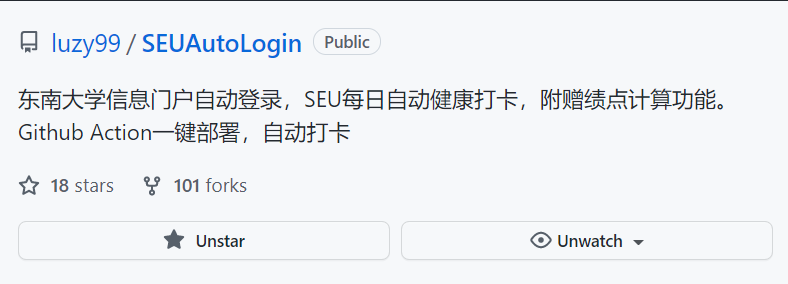 luzy99 / SEUAutoLogin Public
东南大学信息门户自动登录，SEU每日自动健康打卡，附赠绩点计算功能。
Github Action一键部署，自动打卡
18 stars 101 forks
Unstar Unwatch